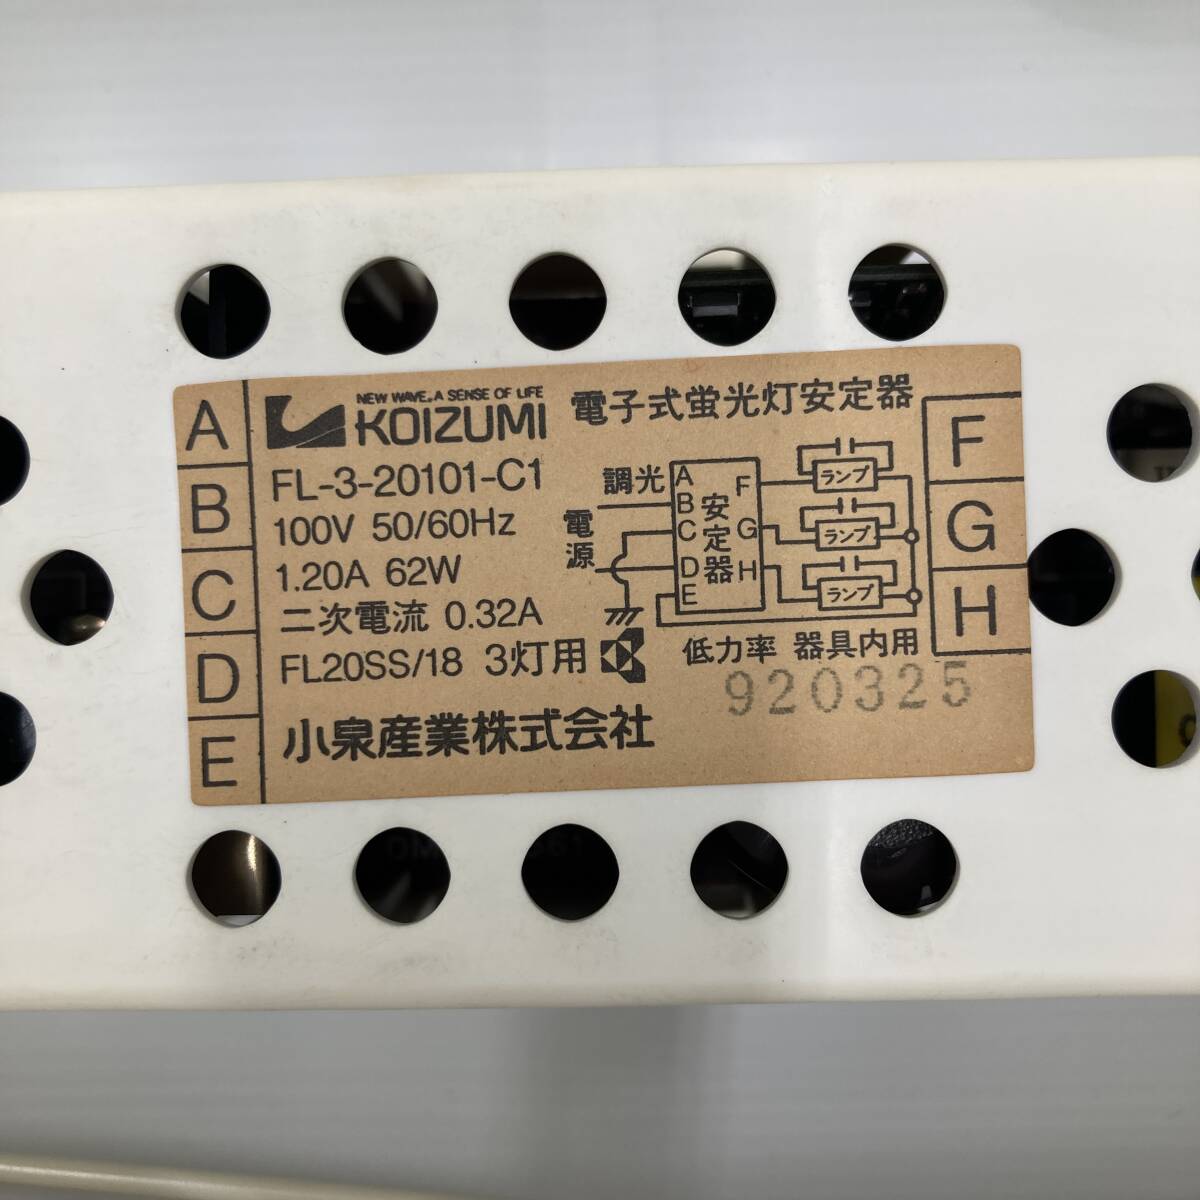 A
B
C
D
E
NEW WAVE. A SENSE OF LIFE
KOIZUMI
電子式蛍光灯安定器
FL-3-20101-C1
100V 50/60Hz
1.20A 62W
二次電流 0.32A
FL20SS/18 3灯用
小泉産業株式会社
調光
電源
A
B
C
D
E
安定器
F
G
H
ランプ
ランプ
ランプ
低力率 器具内用
920325
F
G
H